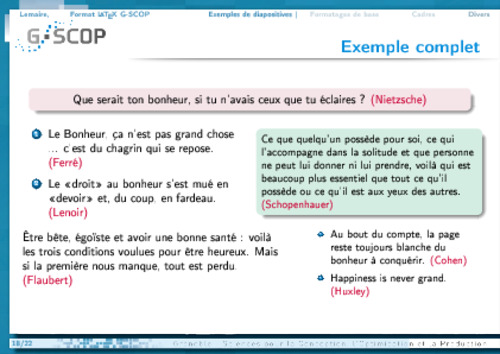 Lemaire, Format LATEX G-SCOP Exemples de diapositives | Formatages de base Cadres Divers
G-SCOP
Exemple complet
Que serait ton bonheur, si tu n'avais ceux que tu éclaires ? (Nietzsche)
1 Le Bonheur, ça n'est pas grand chose
... c'est du chagrin qui se repose.
(Ferré)
2 Le «droit» au bonheur s'est mué en
«devoir» et, du coup, en fardeau.
(Lenoir)
Être bête, égoïste et avoir une bonne santé : voilà
les trois conditions voulues pour être heureux. Mais
si la première nous manque, tout est perdu.
(Flaubert)
Ce que quelqu'un possède pour soi, ce qui
l'accompagne dans la solitude et que personne
ne peut lui donner ni lui prendre, voilà qui est
beaucoup plus essentiel que tout ce qu'il
possède ou ce qu'il est aux yeux des autres.
(Schopenhauer)
Au bout du compte, la page
reste toujours blanche du
bonheur à conquérir. (Cohen)
Happiness is never grand.
(Huxley)
18/22
Grenoble - Sciences pour la Conception, l'Optimisation et la Production